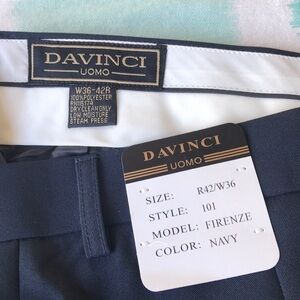 DAVINCI
UOMO
W36-42R
100%POLYESTER
DRY CLEAN ONLY
LOW MOISTURE
STEAM PRESS
DAVINCI
UOMO
SIZE: R42/W36
STYLE: 101
MODEL: FIRENZE
COLOR: NAVY